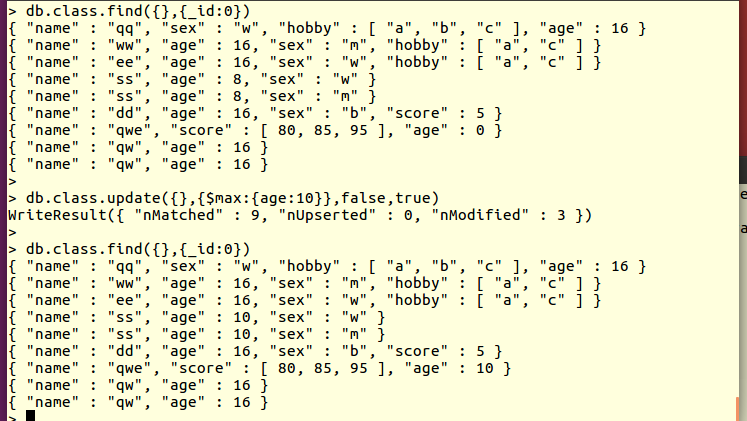 > db.class.find({},{_id:0})
{ "name" : "qq", "sex" : "w", "hobby" : [ "a", "b", "c" ], "age" : 16 }
{ "name" : "ww", "age" : 16, "sex" : "m", "hobby" : [ "a", "c" ] }
{ "name" : "ee", "age" : 16, "sex" : "w", "hobby" : [ "a", "c" ] }
{ "name" : "ss", "age" : 8, "sex" : "w" }
{ "name" : "ss", "age" : 8, "sex" : "m" }
{ "name" : "dd", "age" : 16, "sex" : "b", "score" : 5 }
{ "name" : "qwe", "score" : [ 80, 85, 95 ], "age" : 0 }
{ "name" : "qw", "age" : 16 }
{ "name" : "qw", "age" : 16 }
>
> db.class.update({},{$max:{age:10}},false,true)
WriteResult({ "nMatched" : 9, "nUpserted" : 0, "nModified" : 3 })
>
> db.class.find({},{_id:0})
{ "name" : "qq", "sex" : "w", "hobby" : [ "a", "b", "c" ], "age" : 16 }
{ "name" : "ww", "age" : 16, "sex" : "m", "hobby" : [ "a", "c" ] }
{ "name" : "ee", "age" : 16, "sex" : "w", "hobby" : [ "a", "c" ] }
{ "name" : "ss", "age" : 10, "sex" : "w" }
{ "name" : "ss", "age" : 10, "sex" : "m" }
{ "name" : "dd", "age" : 16, "sex" : "b", "score" : 5 }
{ "name" : "qwe", "score" : [ 80, 85, 95 ], "age" : 10 }
{ "name" : "qw", "age" : 16 }
{ "name" : "qw", "age" : 16 }
>